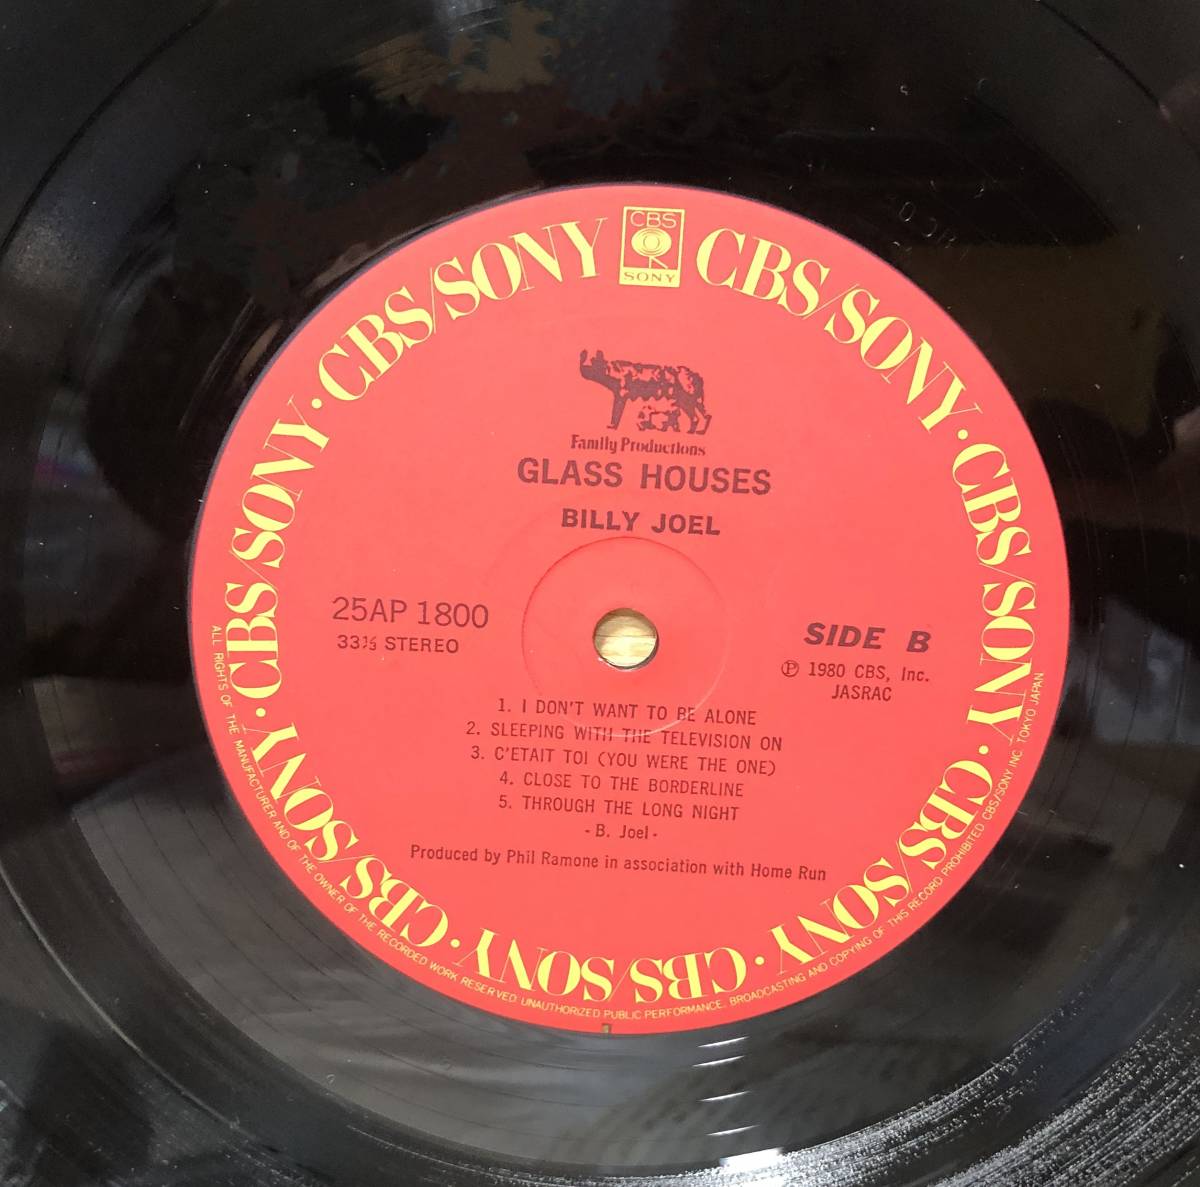 CBS
SONY
CBS/SONY · CBS/SONY · CBS/SONY · CBS/SONY · CBS/SONY · CBS/SONY · CBS/SONY · CBS/SONY
Family Productions
GLASS HOUSES
BILLY JOEL
25AP 1800
33⅓ STEREO
SIDE B
Ⓟ 1980 CBS, Inc.
JASRAC
1. I DON'T WANT TO BE ALONE
2. SLEEPING WITH THE TELEVISION ON
3. C'ETAIT TOI (YOU WERE THE ONE)
4. CLOSE TO THE BORDERLINE
5. THROUGH THE LONG NIGHT
- B. Joel -
Produced by Phil Ramone in association with Home Run
ALL RIGHTS OF THE MANUFACTURER AND OF THE OWNER OF THE RECORDED WORK RESERVED. UNAUTHORIZED PUBLIC PERFORMANCE, BROADCASTING AND COPYING OF THIS RECORD PROHIBITED CBS/SONY INC. TOKYO JAPAN